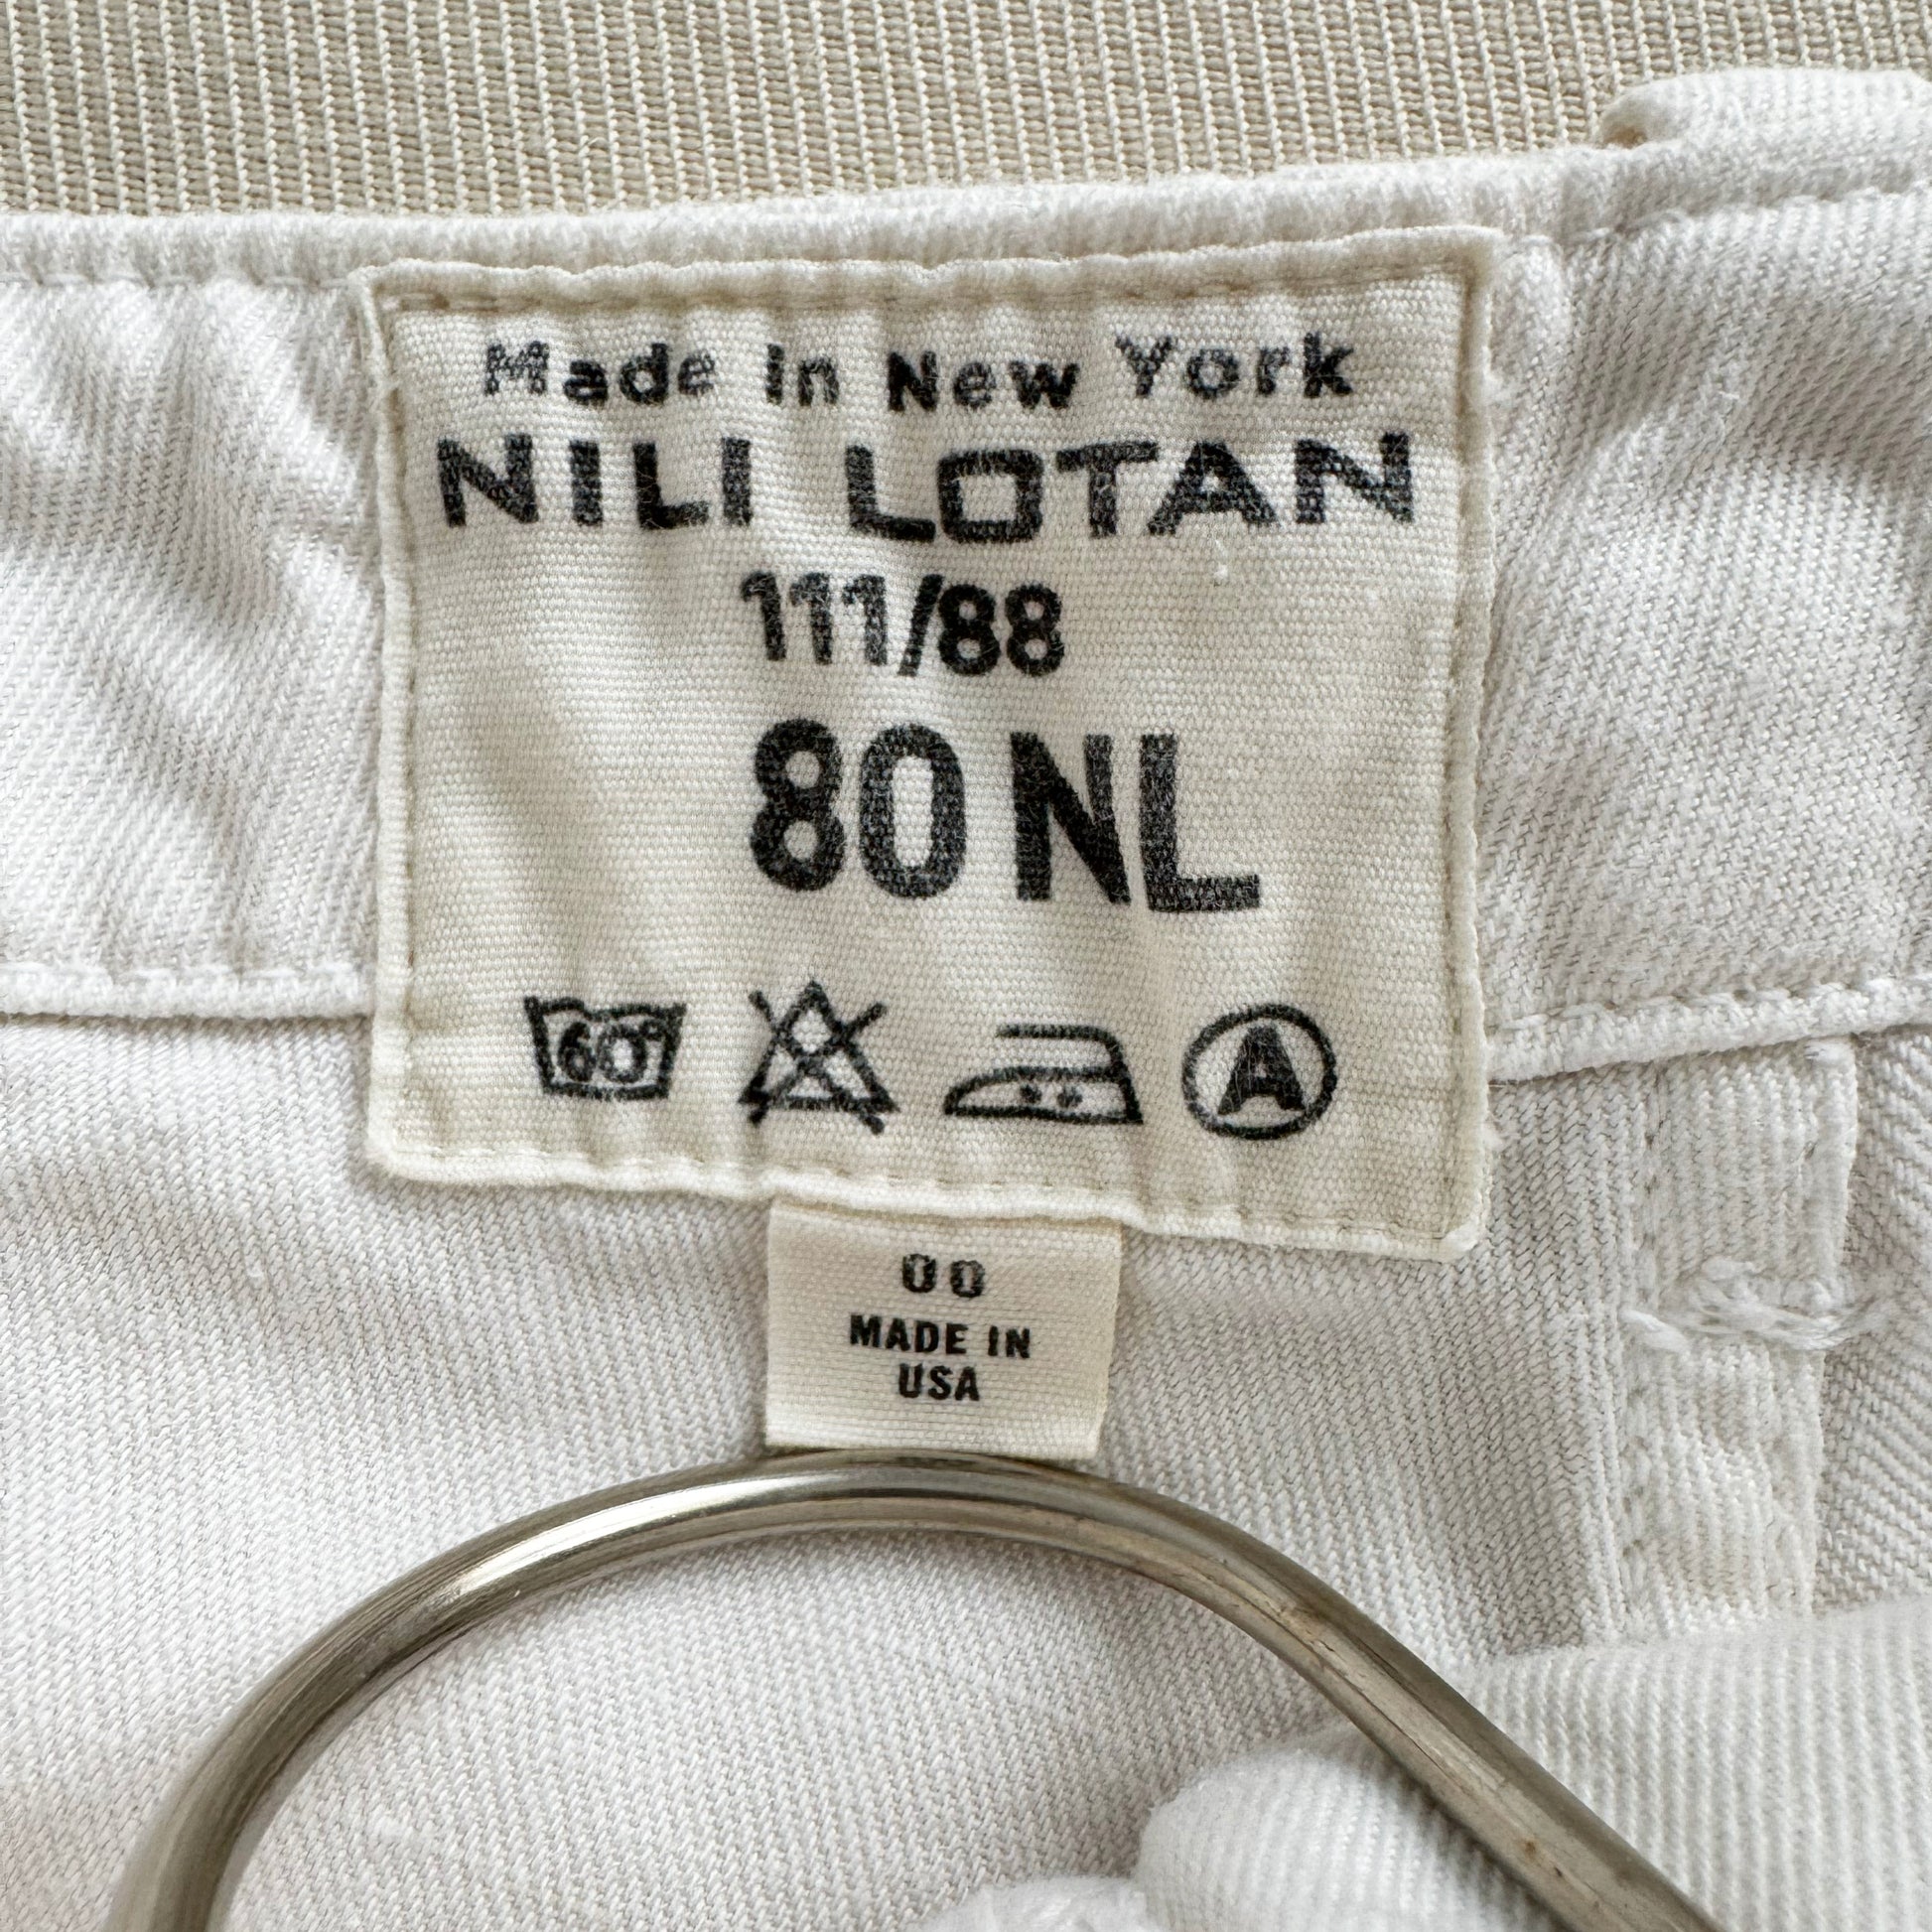 Made in New York
NILI LOTAN
111/88
80 NL
60° A
00
MADE IN
USA